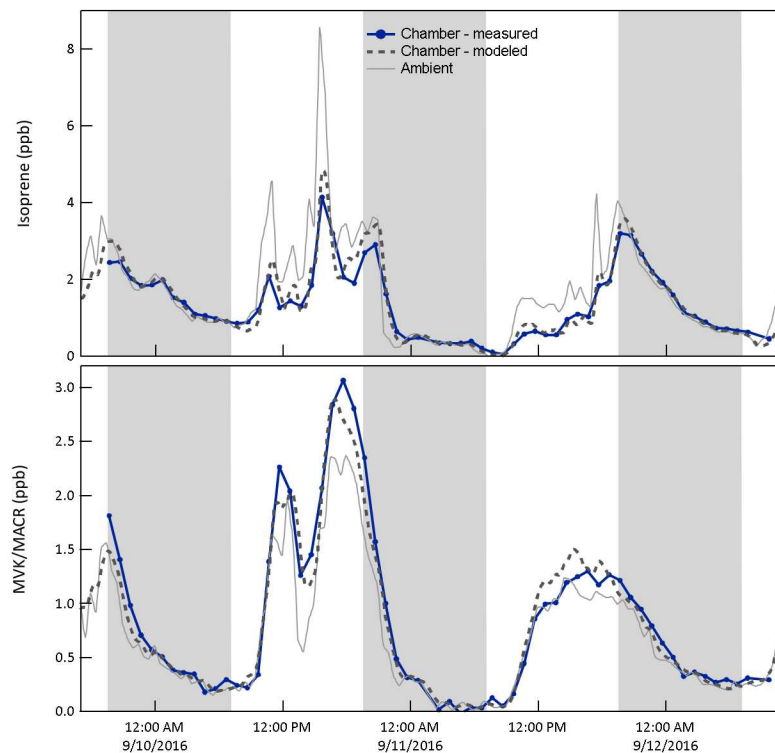 8
6
4
2
0
Isoprene (ppb)
Chamber - measured
Chamber - modeled
Ambient
3.0
2.5
2.0
1.5
1.0
0.5
0.0
MVK/MACR (ppb)
12:00 AM 12:00 PM 12:00 AM 12:00 PM 12:00 AM
9/10/2016 9/11/2016 9/12/2016